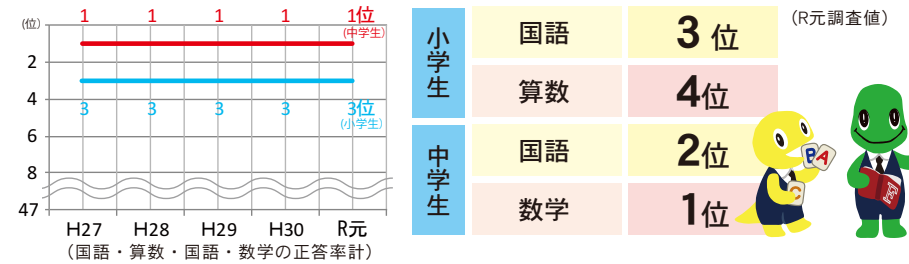 (位)
1 1 1 1 1位
(中学生)
2
4
3 3 3 3 3位
(小学生)
6
8
47
H27 H28 H29 H30 R元
（国語・算数・国語・数学の正答率計）
(R元調査値)
小学生
国語 3位
算数 4位
中学生
国語 2位
数学 1位
B A
C